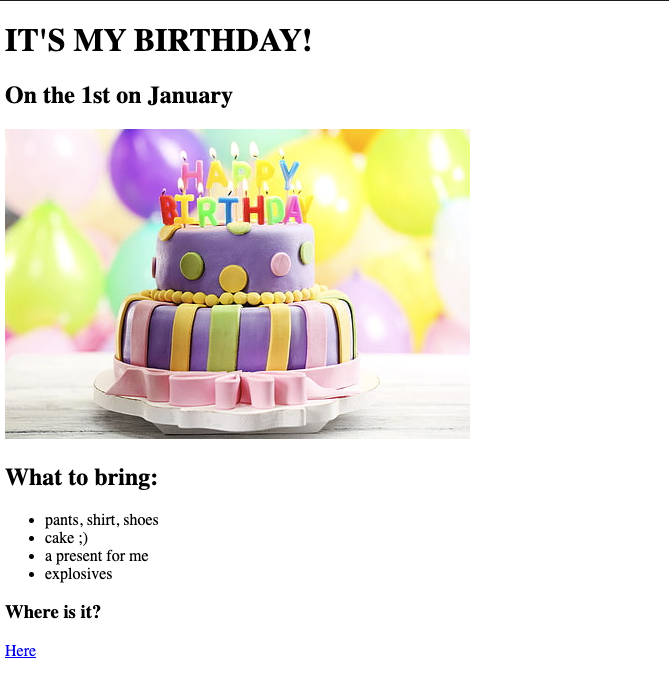 IT'S MY BIRTHDAY!
On the 1st on January
HAPPY
BIRTHDAY
What to bring:
pants, shirt, shoes
cake ;)
a present for me
explosives
Where is it?
Here